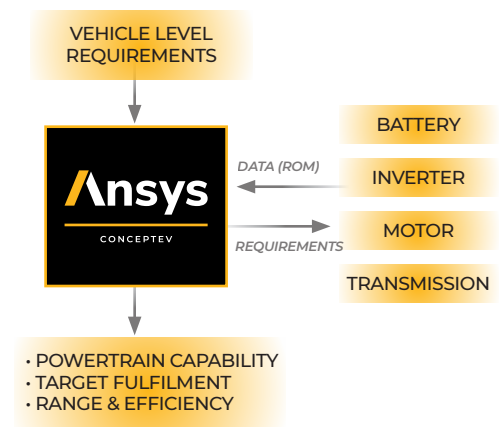 VEHICLE LEVEL
REQUIREMENTS
Ansys
CONCEPTEV
DATA (ROM)
REQUIREMENTS
BATTERY
INVERTER
MOTOR
TRANSMISSION
• POWERTRAIN CAPABILITY
• TARGET FULFILMENT
• RANGE & EFFICIENCY